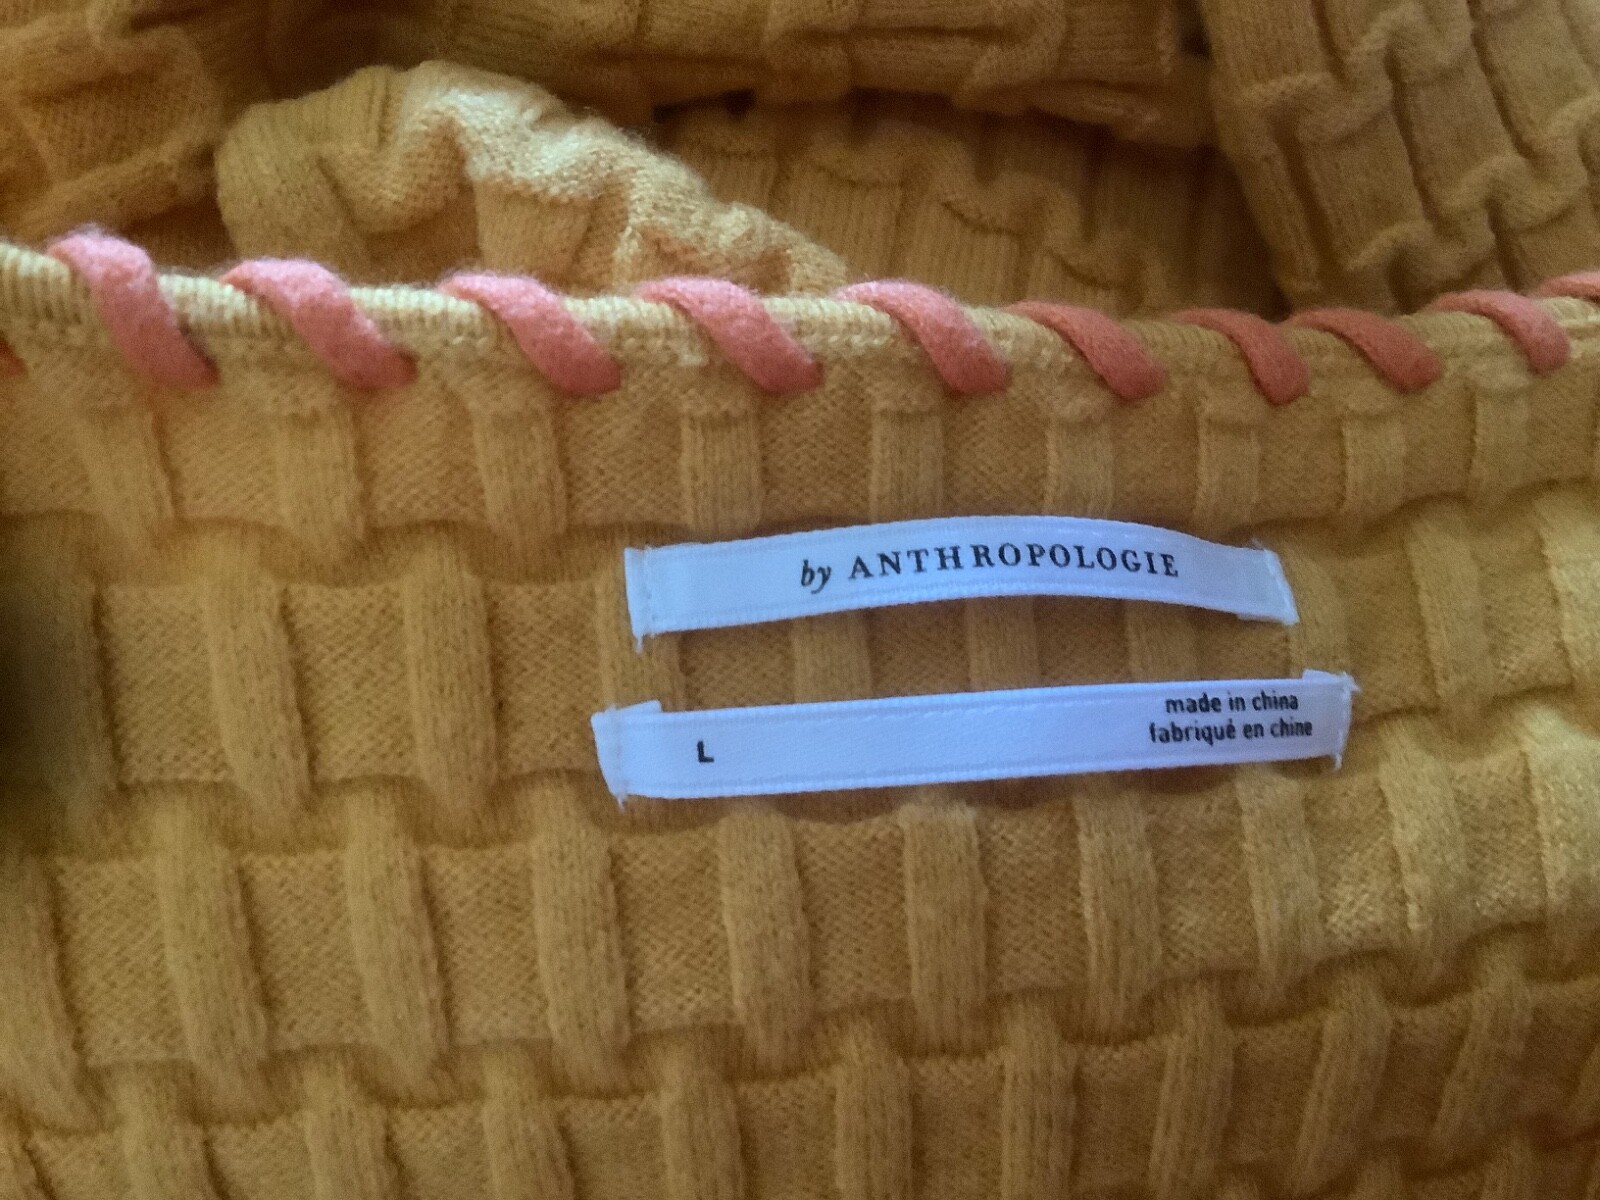 by ANTHROPOLOGIE
L
made in china
fabriqué en chine